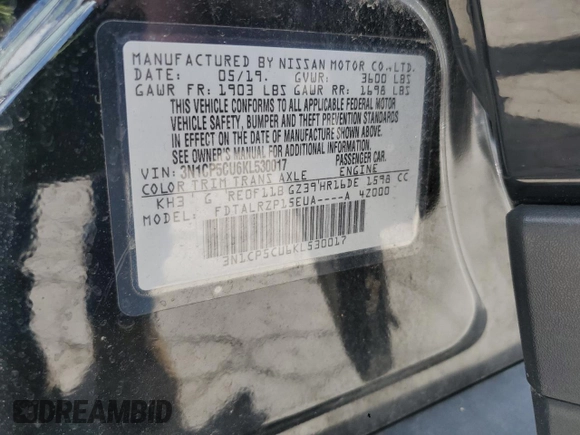 MANUFACTURED BY NISSAN MOTOR CO.,LTD.
DATE: 05/19. GVWR: 3600 LBS
GAWR FR: 1903 LBS GAWR RR: 1698 LBS
THIS VEHICLE CONFORMS TO ALL APPLICABLE FEDERAL MOTOR
VEHICLE SAFETY, BUMPER AND THEFT PREVENTION STANDARDS
IN EFFECT ON THE DATE OF MANUFACTURE SHOWN ABOVE.
SEE OWNER'S MANUAL FOR ADDITIONAL INFORMATION.
VIN: 3N1CP5CU6KL530017 PASSENGER CAR.
COLOR TRIM TRANS AXLE ENGINE
KH3 G RE0F11B GZ39 HR16DE 1598 CC
MODEL: FDTALRZP15EUA----A 4Z000
3N1CP5CU6KL530017
DREAMBID